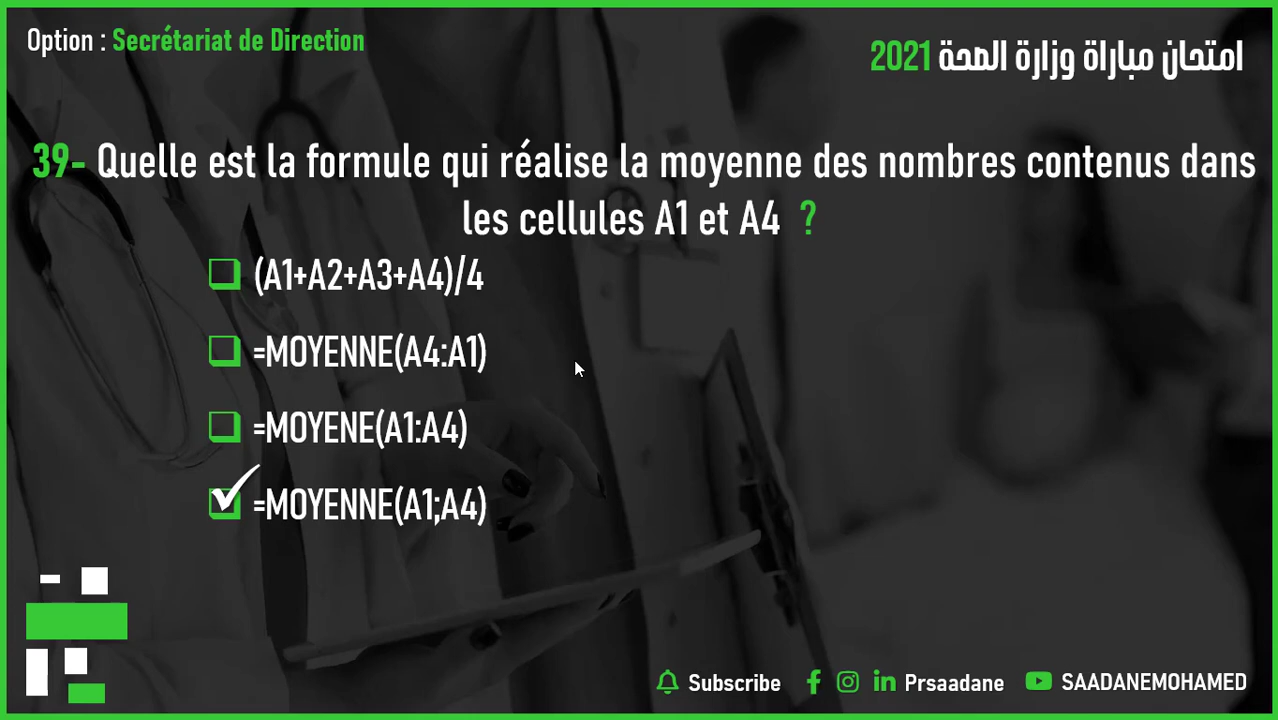 Option : Secrétariat de Direction
امتحان مباراة وزارة الصحة 2021
39- Quelle est la formule qui réalise la moyenne des nombres contenus dans
les cellules A1 et A4 ?
(A1+A2+A3+A4)/4
=MOYENNE(A4:A1)
=MOYENE(A1:A4)
=MOYENNE(A1;A4)
Subscribe Prsaadane SAADANEMOHAMED